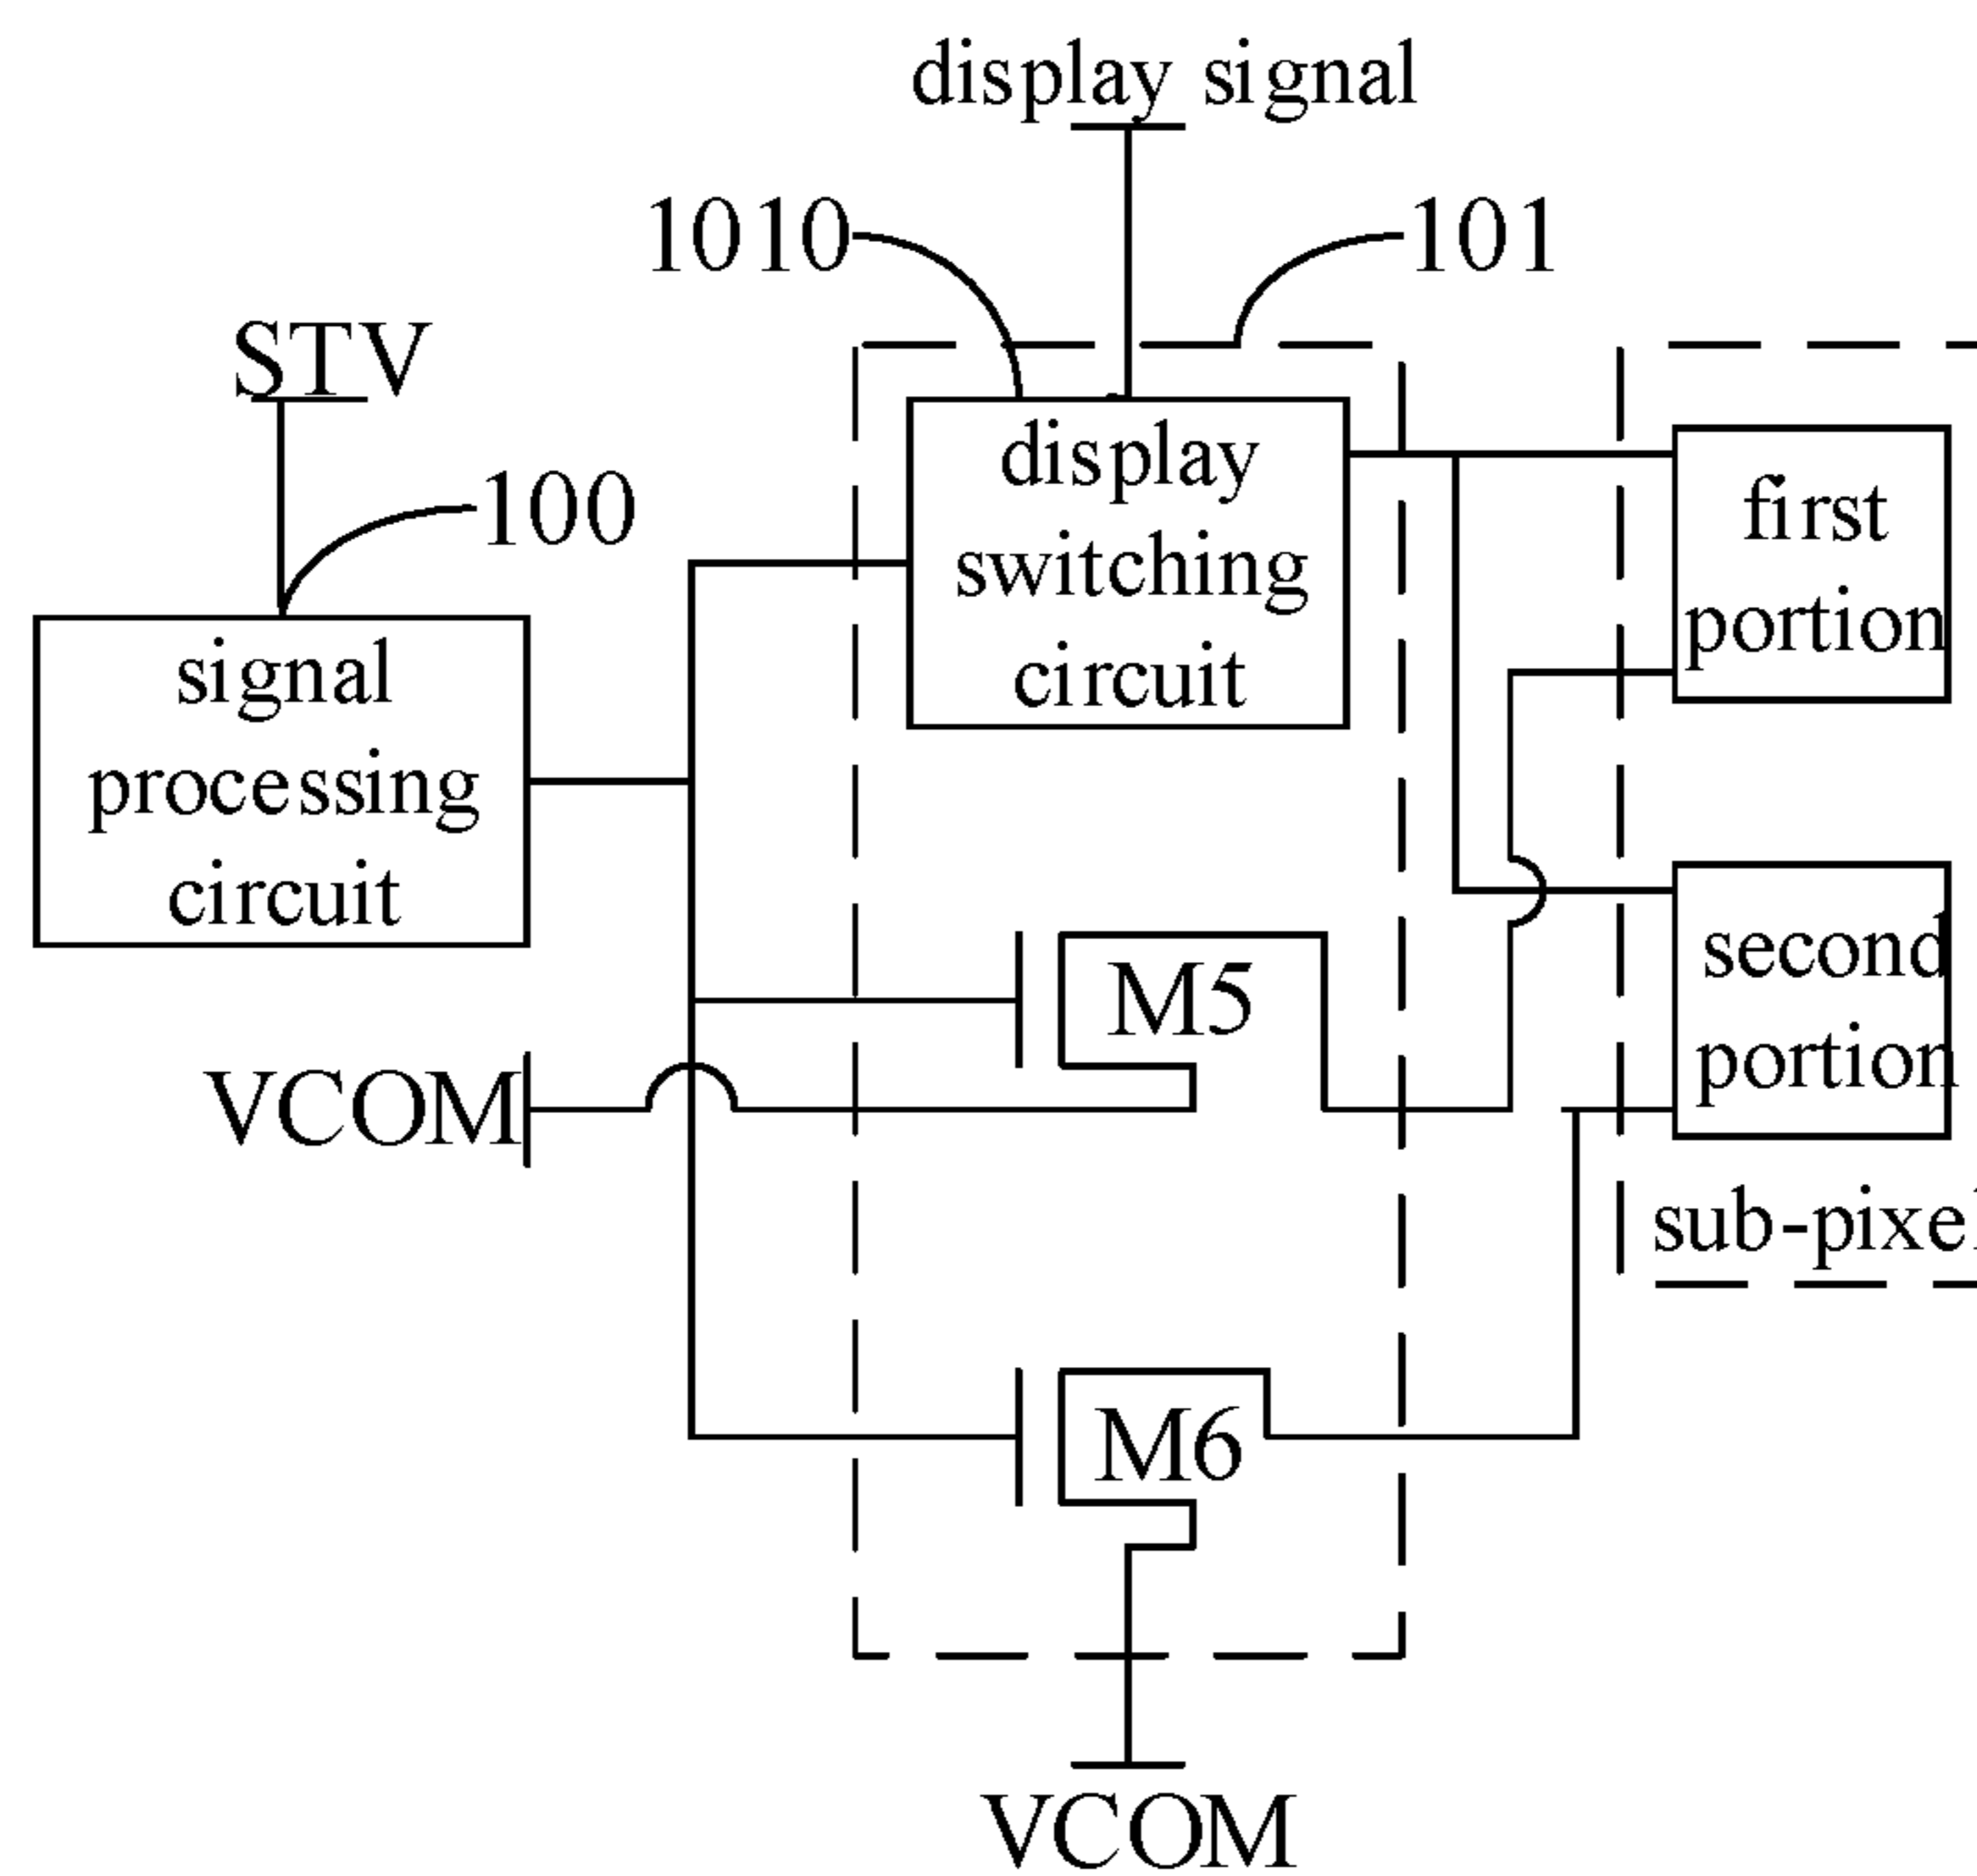 display signal
1010
101
STV
100
display
switching
circuit
first
portion
signal
processing
circuit
second
portion
M5
VCOM
sub-pixel
M6
VCOM